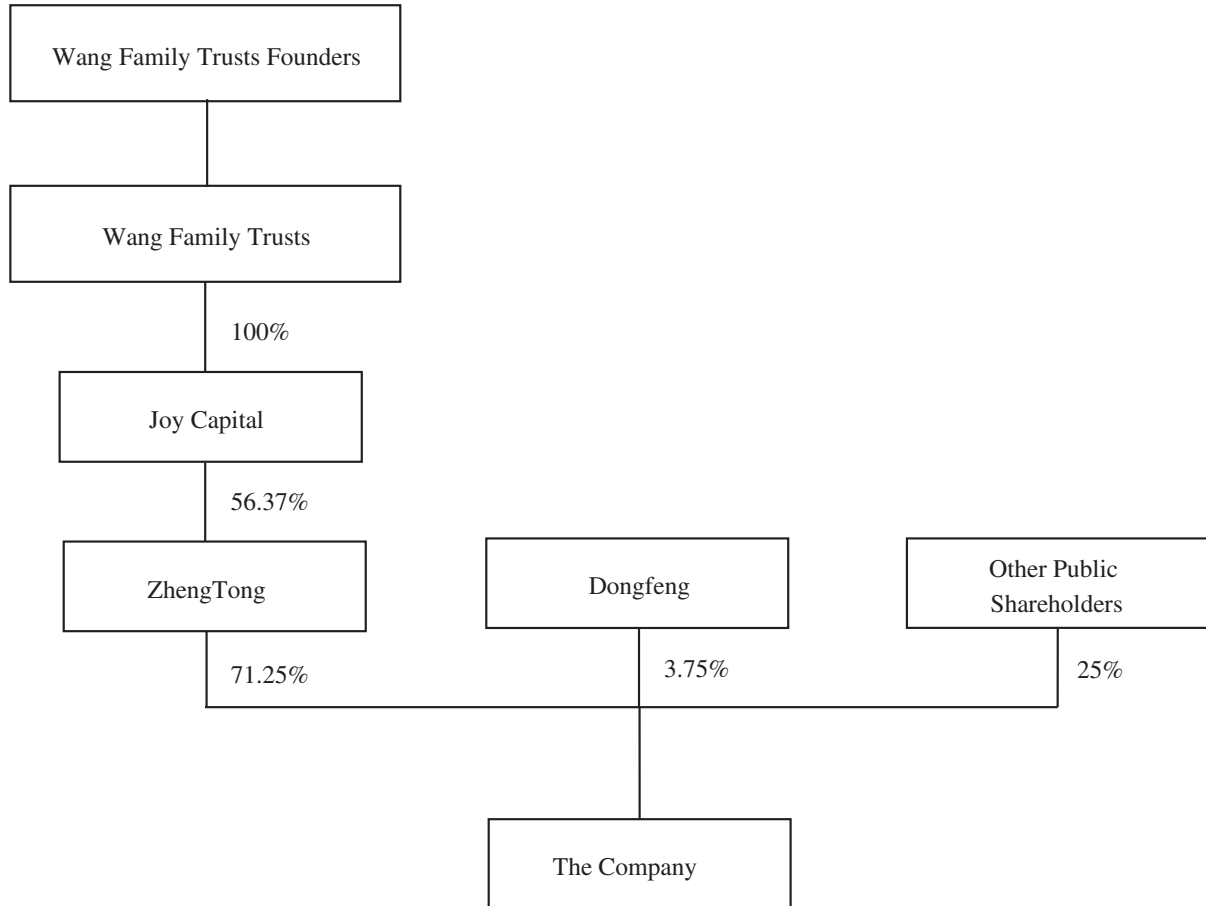 Wang Family Trusts Founders
Wang Family Trusts
100%
Joy Capital
56.37%
ZhengTong
Dongfeng
Other Public
Shareholders
71.25%
3.75%
25%
The Company